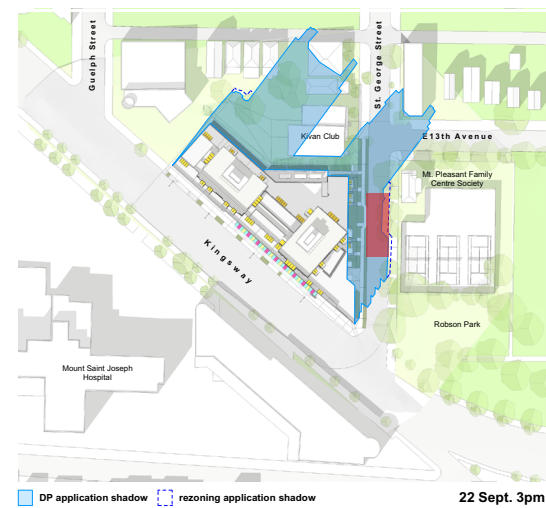 Guelph Street
St. George Street
Kivan Club
E 13th Avenue
Mt. Pleasant Family
Centre Society
Kingsway
Robson Park
Mount Saint Joseph
Hospital
DP application shadow
rezoning application shadow
22 Sept. 3pm